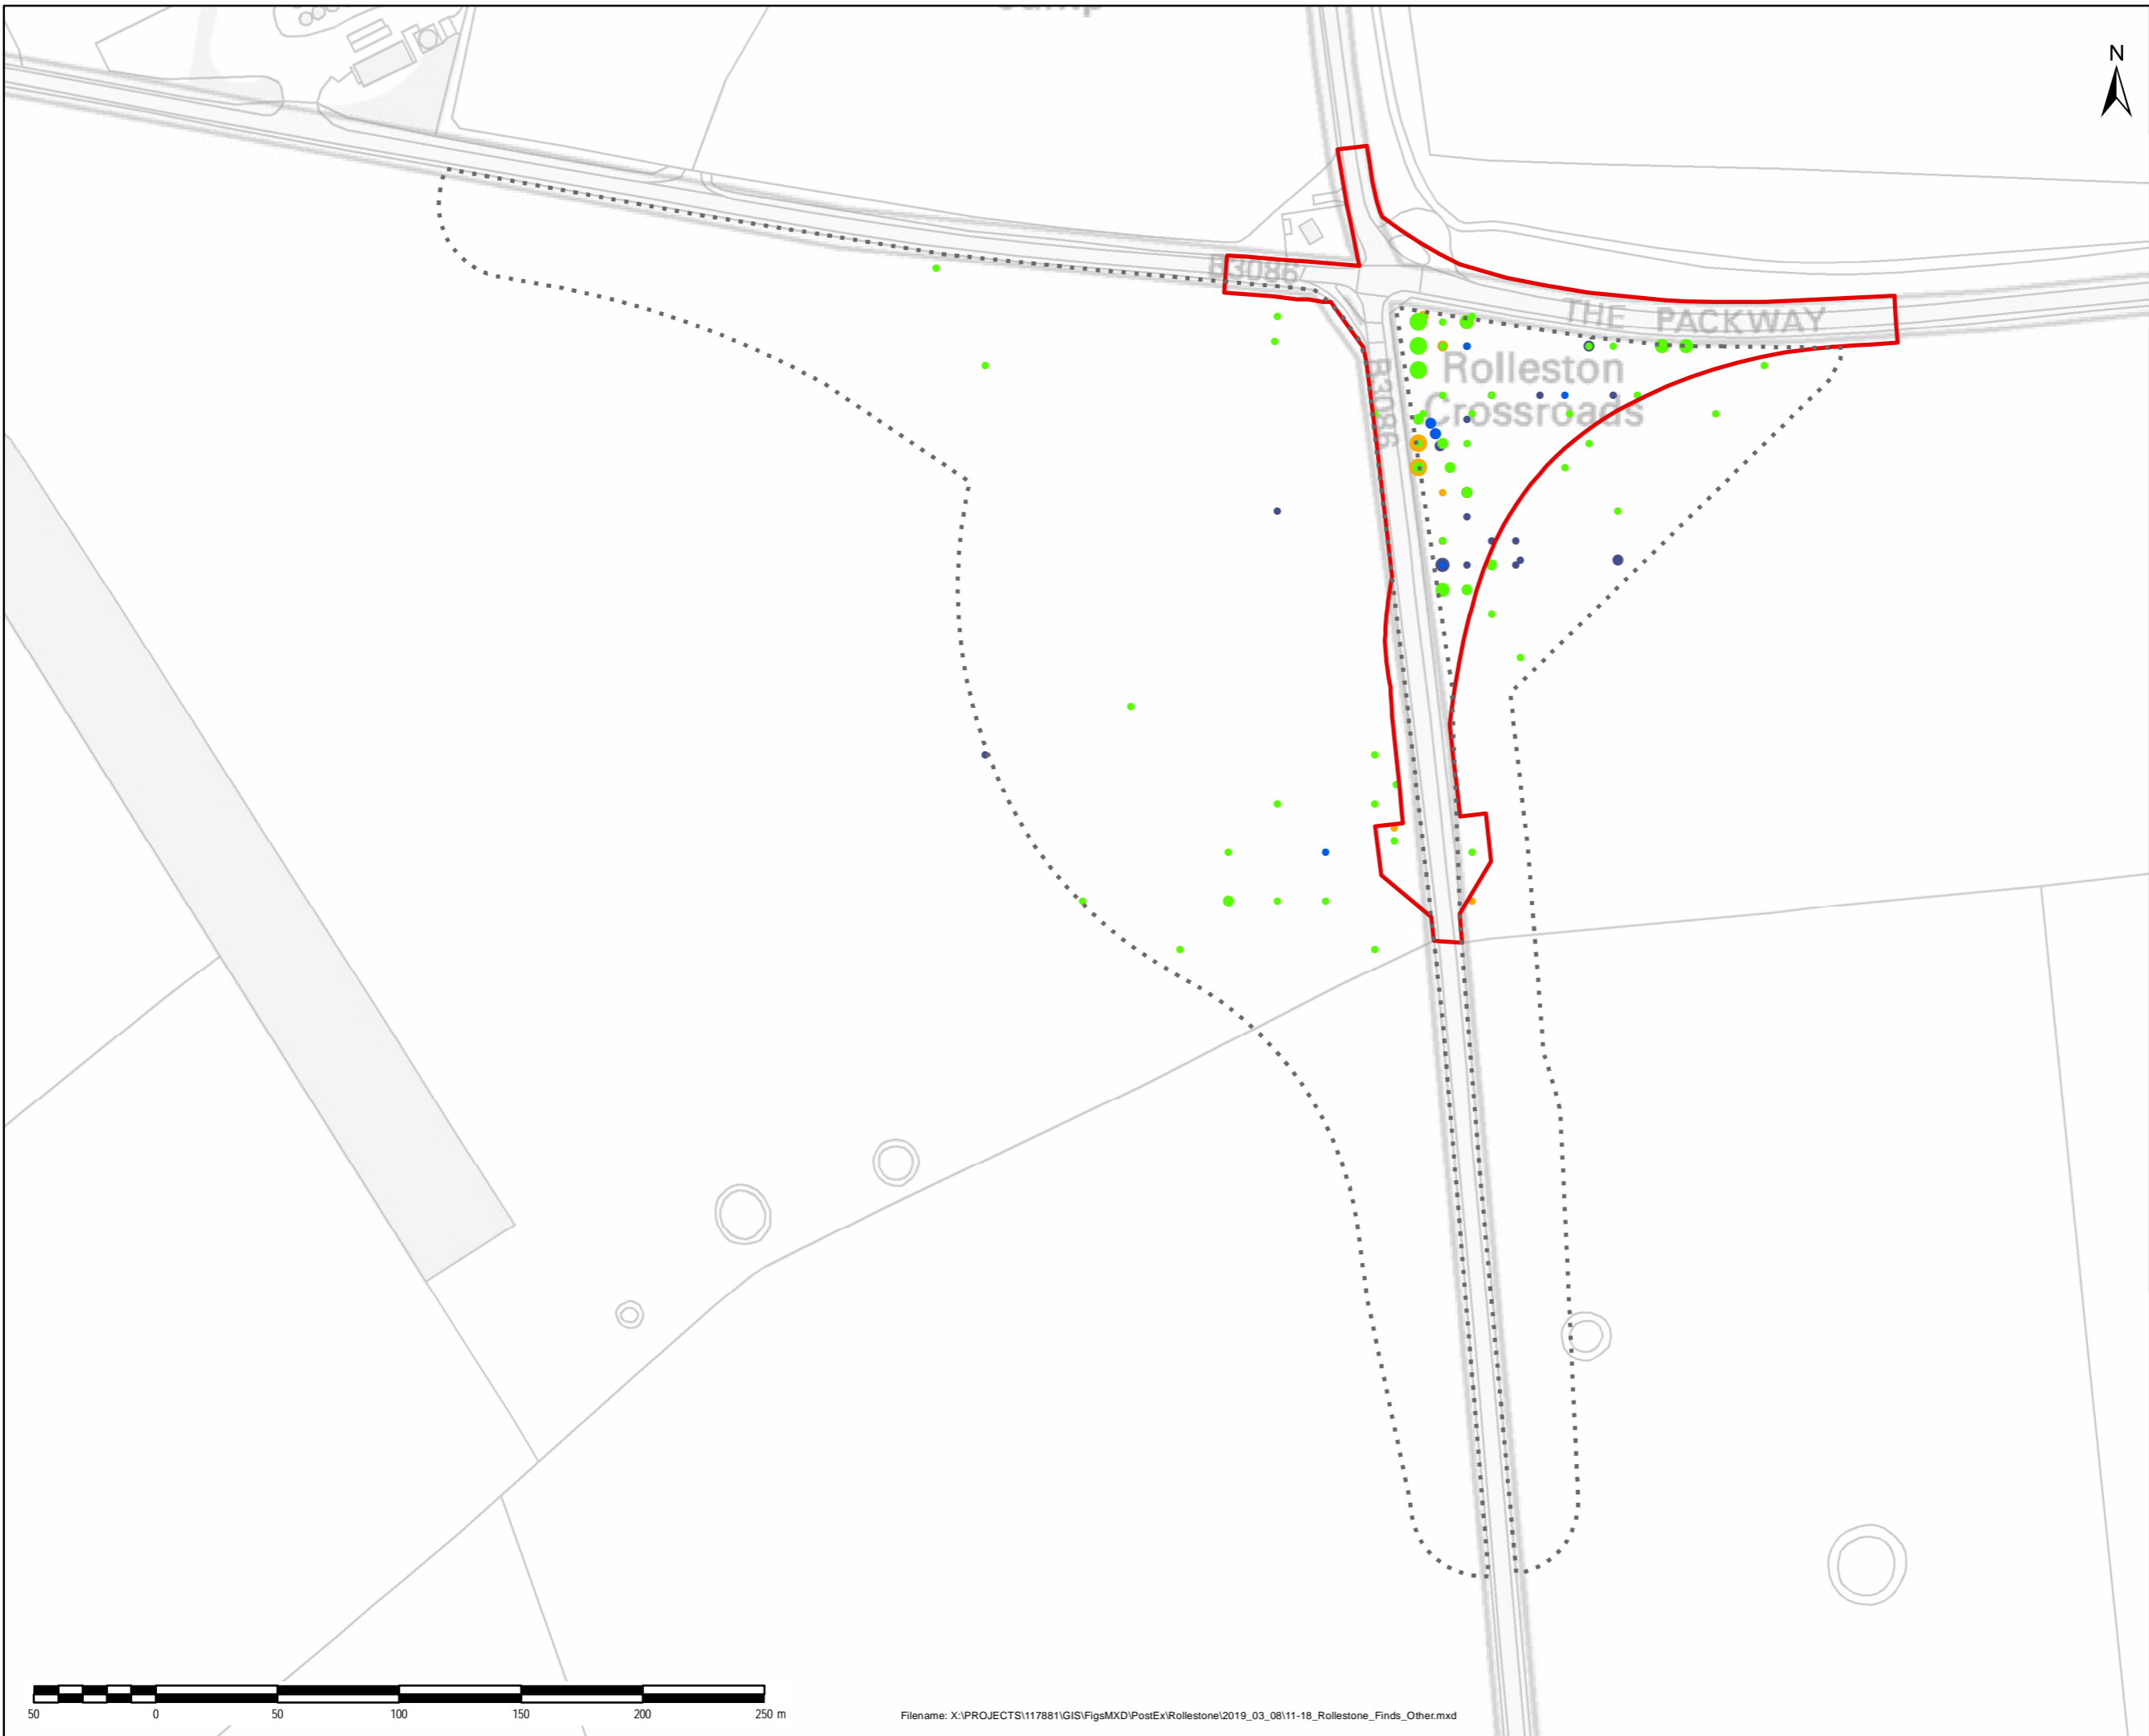 N
B3086
THE PACKWAY
Rolleston
Crossroads
B3086
50 0 50 100 150 200 250 m
Filename: X:\PROJECTS\117881\GIS\FigsMXD\PostEx\Rollestone\2019_03_08\11-18_Rollestone_Finds_Other.mxd